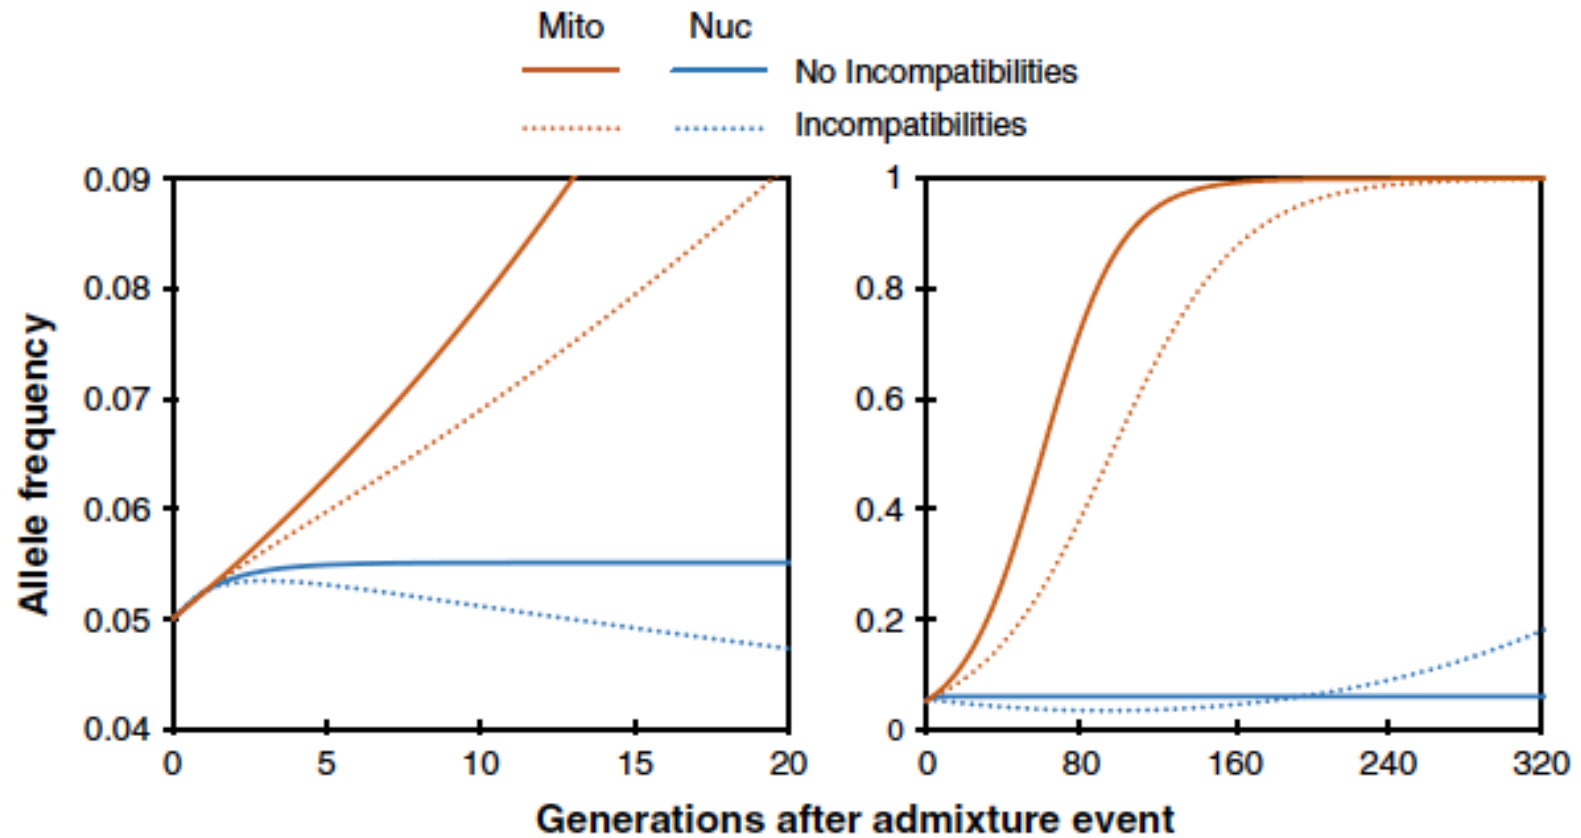 Mito Nuc
No Incompatibilities
Incompatibilities
Allele frequency
0.09
0.08
0.07
0.06
0.05
0.04
0 5 10 15 20
1
0.8
0.6
0.4
0.2
0
0 80 160 240 320
Generations after admixture event